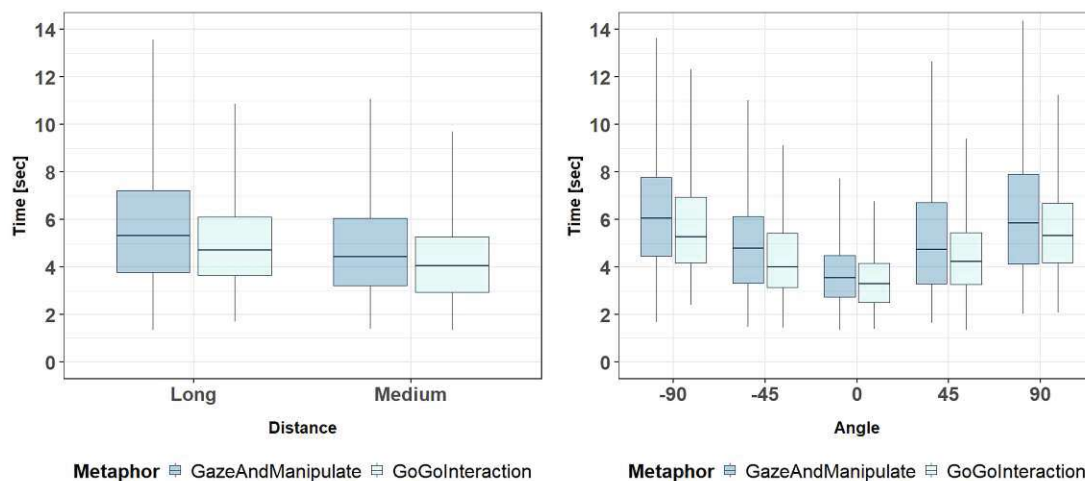 14
12
10
8
6
4
2
0
Time [sec]
Long Medium
Distance
Metaphor GazeAndManipulate GoGoInteraction
14
12
10
8
6
4
2
0
Time [sec]
-90 -45 0 45 90
Angle
Metaphor GazeAndManipulate GoGoInteraction